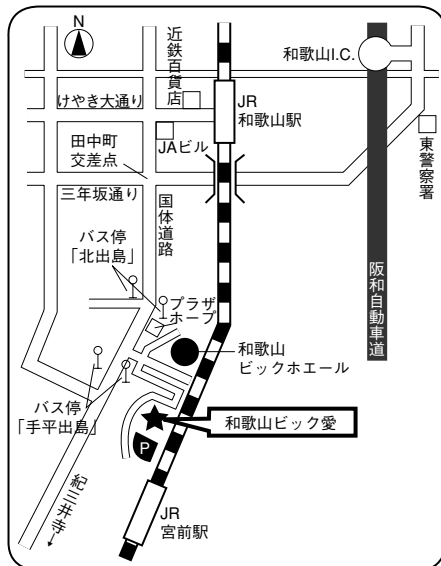 N
近鉄百貨店
和歌山I.C.
けやき大通り
JR
和歌山駅
田中町
交差点
JAビル
東警察署
三年坂通り
国体道路
バス停
「北出島」
プラザ
ホープ
阪和自動車道
和歌山
ビックホエール
バス停
「手平出島」
和歌山ビック愛
P
紀三井寺
JR
宮前駅